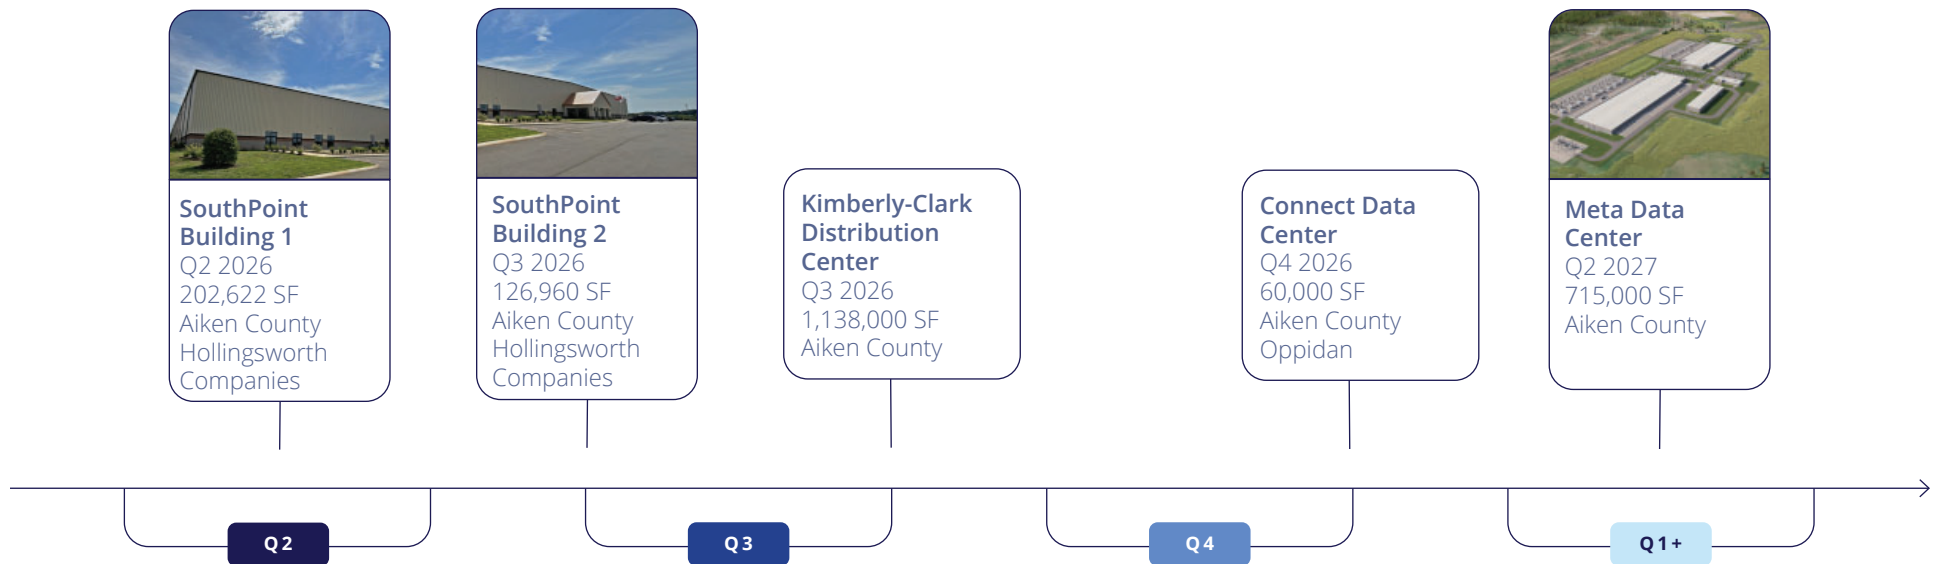 SouthPoint
Building 1
Q2 2026
202,622 SF
Aiken County
Hollingsworth
Companies
SouthPoint
Building 2
Q3 2026
126,960 SF
Aiken County
Hollingsworth
Companies
Kimberly-Clark
Distribution
Center
Q3 2026
1,138,000 SF
Aiken County
Connect Data
Center
Q4 2026
60,000 SF
Aiken County
Oppidan
Meta Data
Center
Q2 2027
715,000 SF
Aiken County
Q2
Q3
Q4
Q1+